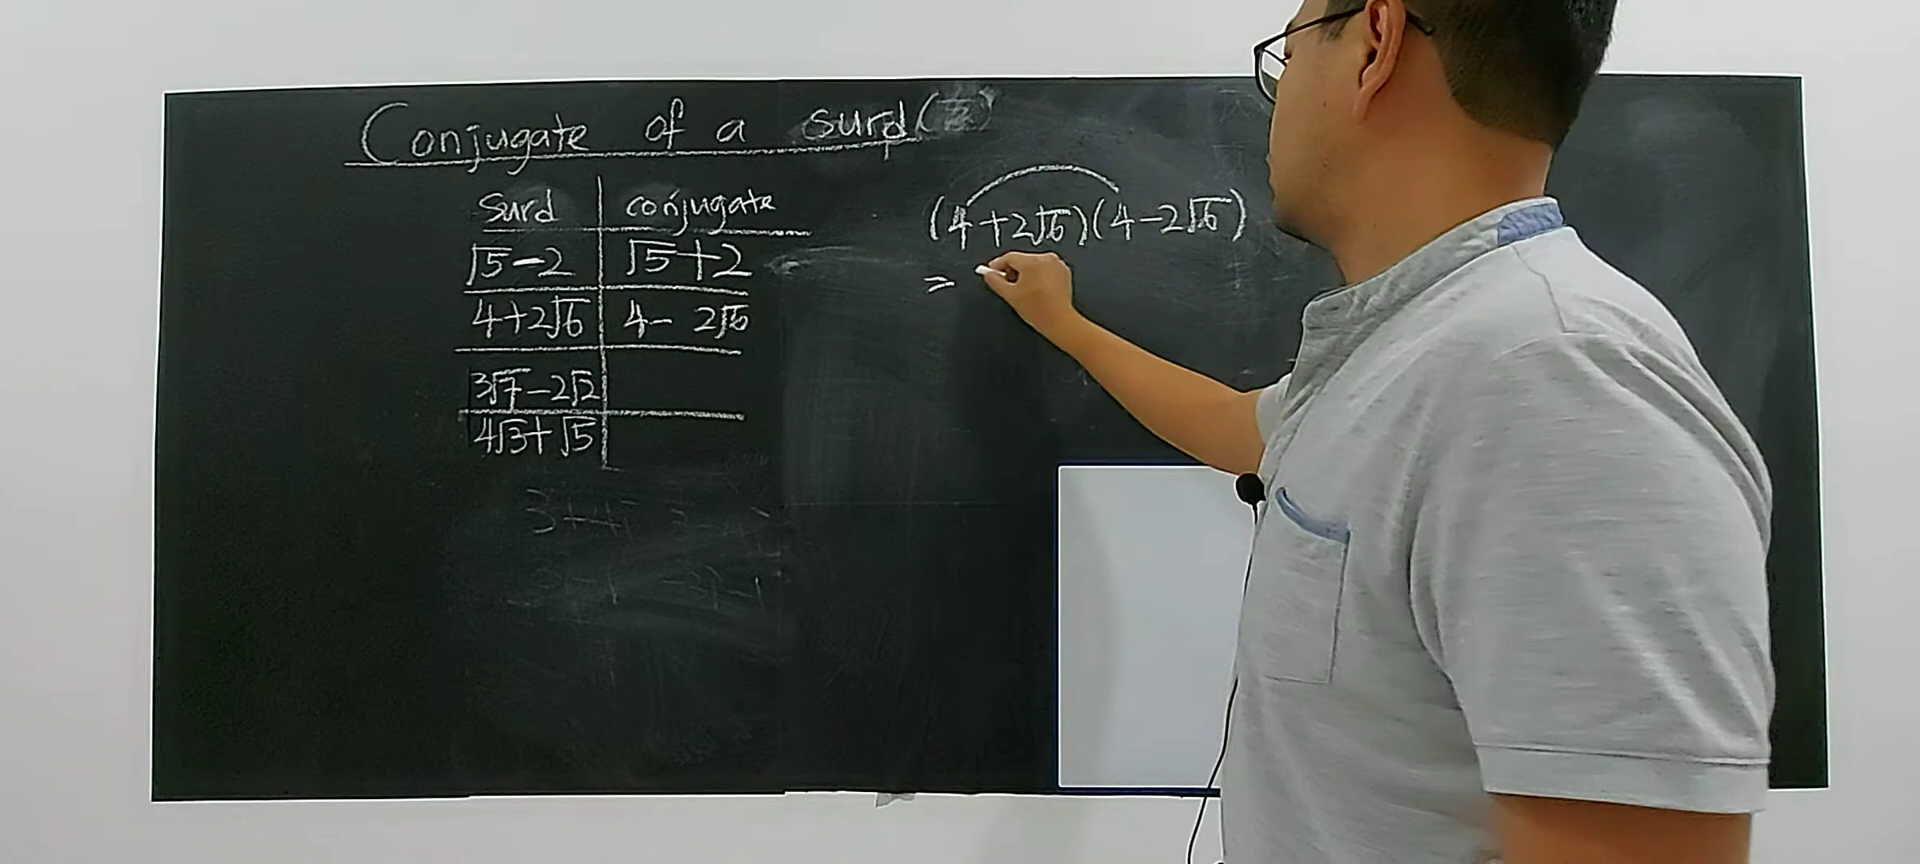 Conjugate of a surd(
surd conjugate
√5-2 √5+2
4+2√6 4- 2√6
3√7-2√2
4√3+√5
(4+2√6)(4-2√6)
=